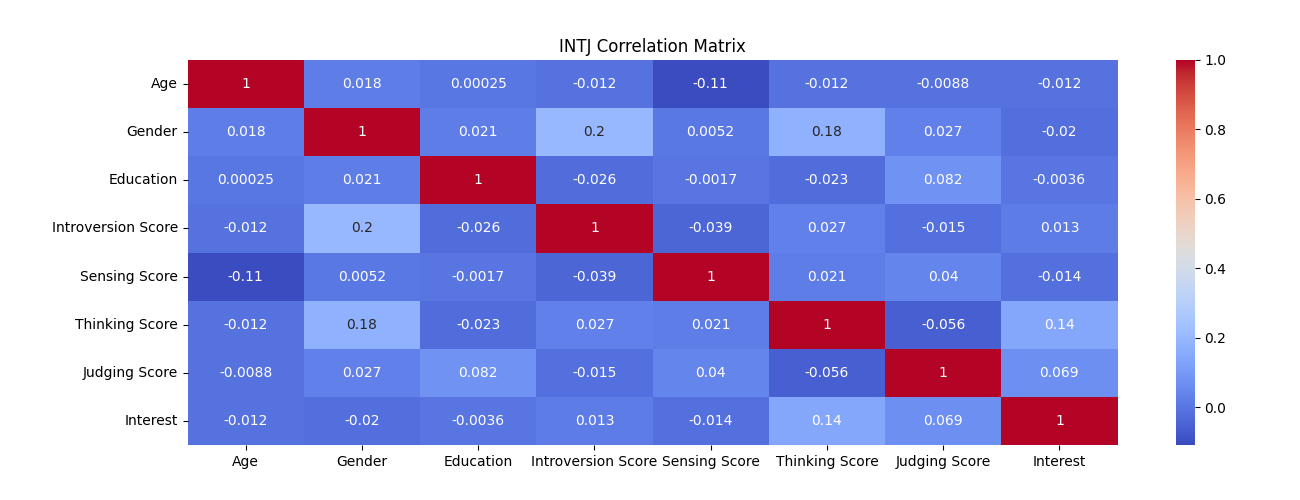 INTJ Correlation Matrix
Age 1 0.018 0.00025 -0.012 -0.11 -0.012 -0.0088 -0.012
Gender 0.018 1 0.021 0.2 0.0052 0.18 0.027 -0.02
Education 0.00025 0.021 1 -0.026 -0.0017 -0.023 0.082 -0.0036
Introversion Score -0.012 0.2 -0.026 1 -0.039 0.027 -0.015 0.013
Sensing Score -0.11 0.0052 -0.0017 -0.039 1 0.021 0.04 -0.014
Thinking Score -0.012 0.18 -0.023 0.027 0.021 1 -0.056 0.14
Judging Score -0.0088 0.027 0.082 -0.015 0.04 -0.056 1 0.069
Interest -0.012 -0.02 -0.0036 0.013 -0.014 0.14 0.069 1
Age Gender Education Introversion Score Sensing Score Thinking Score Judging Score Interest
1.0
0.8
0.6
0.4
0.2
0.0